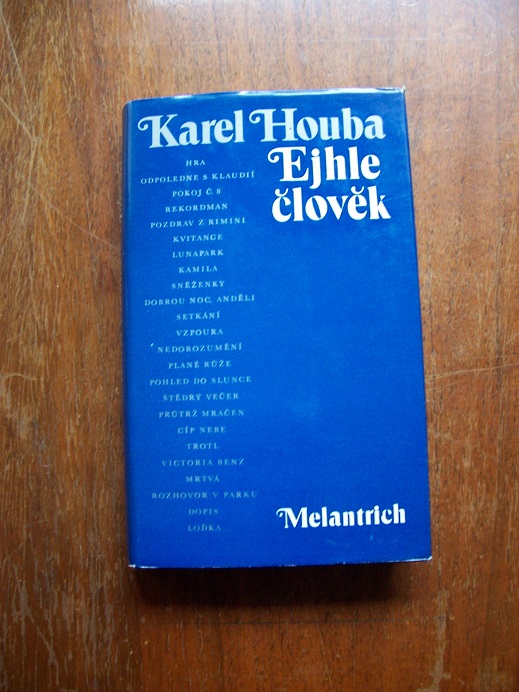 Karel Houba
Ejhle
člověk
HRA
ODPOLEDNE S KLAUDIÍ
POKOJ Č. 8
REKORDMAN
POZDRAV Z RIMINI
KVITANCE
LUNAPARK
KAMILA
SNĚŽENKY
DOBROU NOC, ANDĚLI
SETKÁNÍ
VZPOURA
NEDOROZUMĚNÍ
PLANÉ RŮŽE
POHLED DO SLUNCE
ŠTĚDRÝ VEČER
PRŮTRŽ MRAČEN
CÍP NEBE
TROTL
VICTORIA BENZ
MRTVÁ
ROZHOVOR V PARKU
DOPIS
LOĎKA
Melantrich